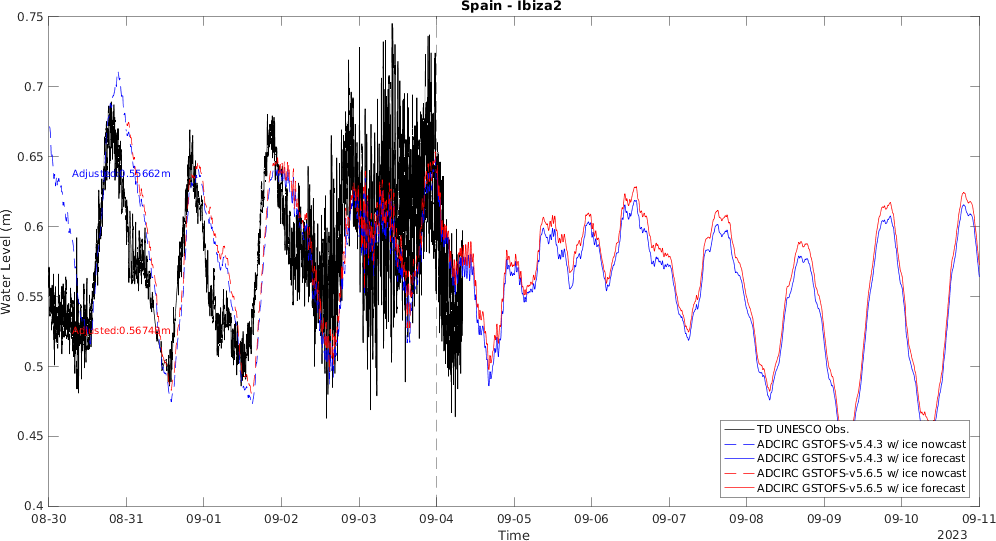 Spain - Ibiza2
Water Level (m)
0.75
0.7
0.65
0.6
0.55
0.5
0.45
0.4
Adjusted:0.55662m
TD UNESCO Obs.
ADCIRC GSTOFS-v5.4.3 w/ ice nowcast
ADCIRC GSTOFS-v5.4.3 w/ ice forecast
ADCIRC GSTOFS-v5.6.5 w/ ice nowcast
ADCIRC GSTOFS-v5.6.5 w/ ice forecast
08-30 08-31 09-01 09-02 09-03 09-04 09-05 09-06 09-07 09-08 09-09 09-10 09-11
Time
2023